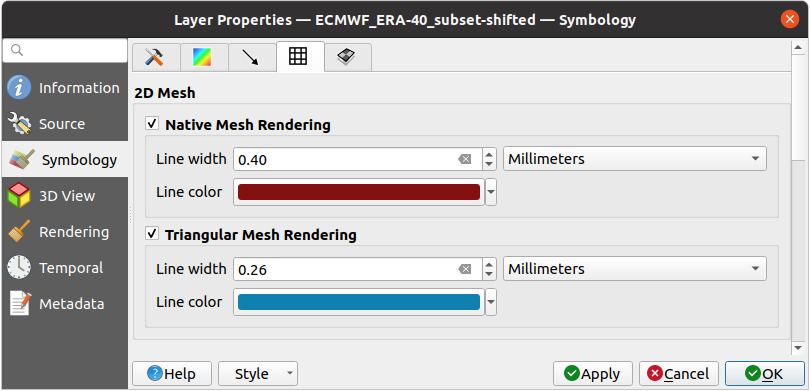 Layer Properties — ECMWF_ERA-40_subset-shifted — Symbology
Information
Source
Symbology
3D View
Rendering
Temporal
Metadata
2D Mesh
Native Mesh Rendering
Line width 0.40 Millimeters
Line color
Triangular Mesh Rendering
Line width 0.26 Millimeters
Line color
Help Style Apply Cancel OK